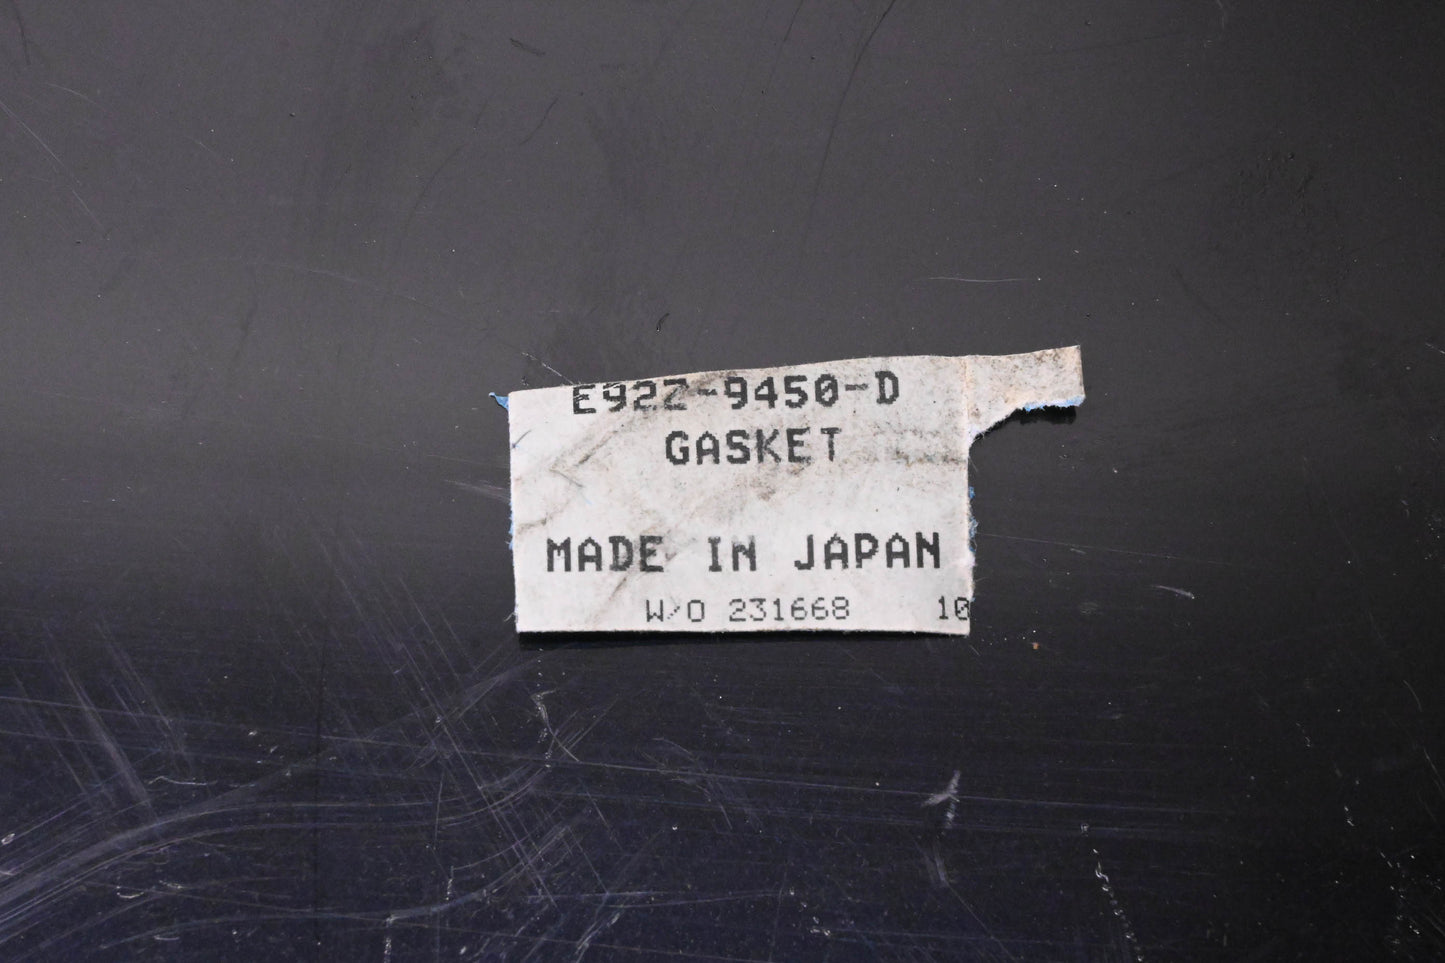 E92Z-9450-D
GASKET
MADE IN JAPAN
W/O 231668 10